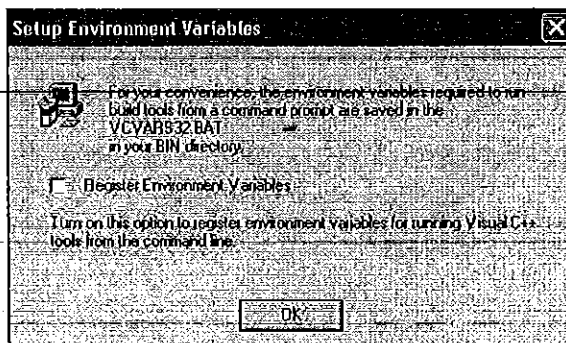 Setup Environment Variables
For your convenience, the environment variables required to run
build tools from a command prompt are saved in the
VCVARS32.BAT
in your BIN directory.
Register Environment Variables
Turn on this option to register environment variables for running Visual C++
tools from the command line.
OK